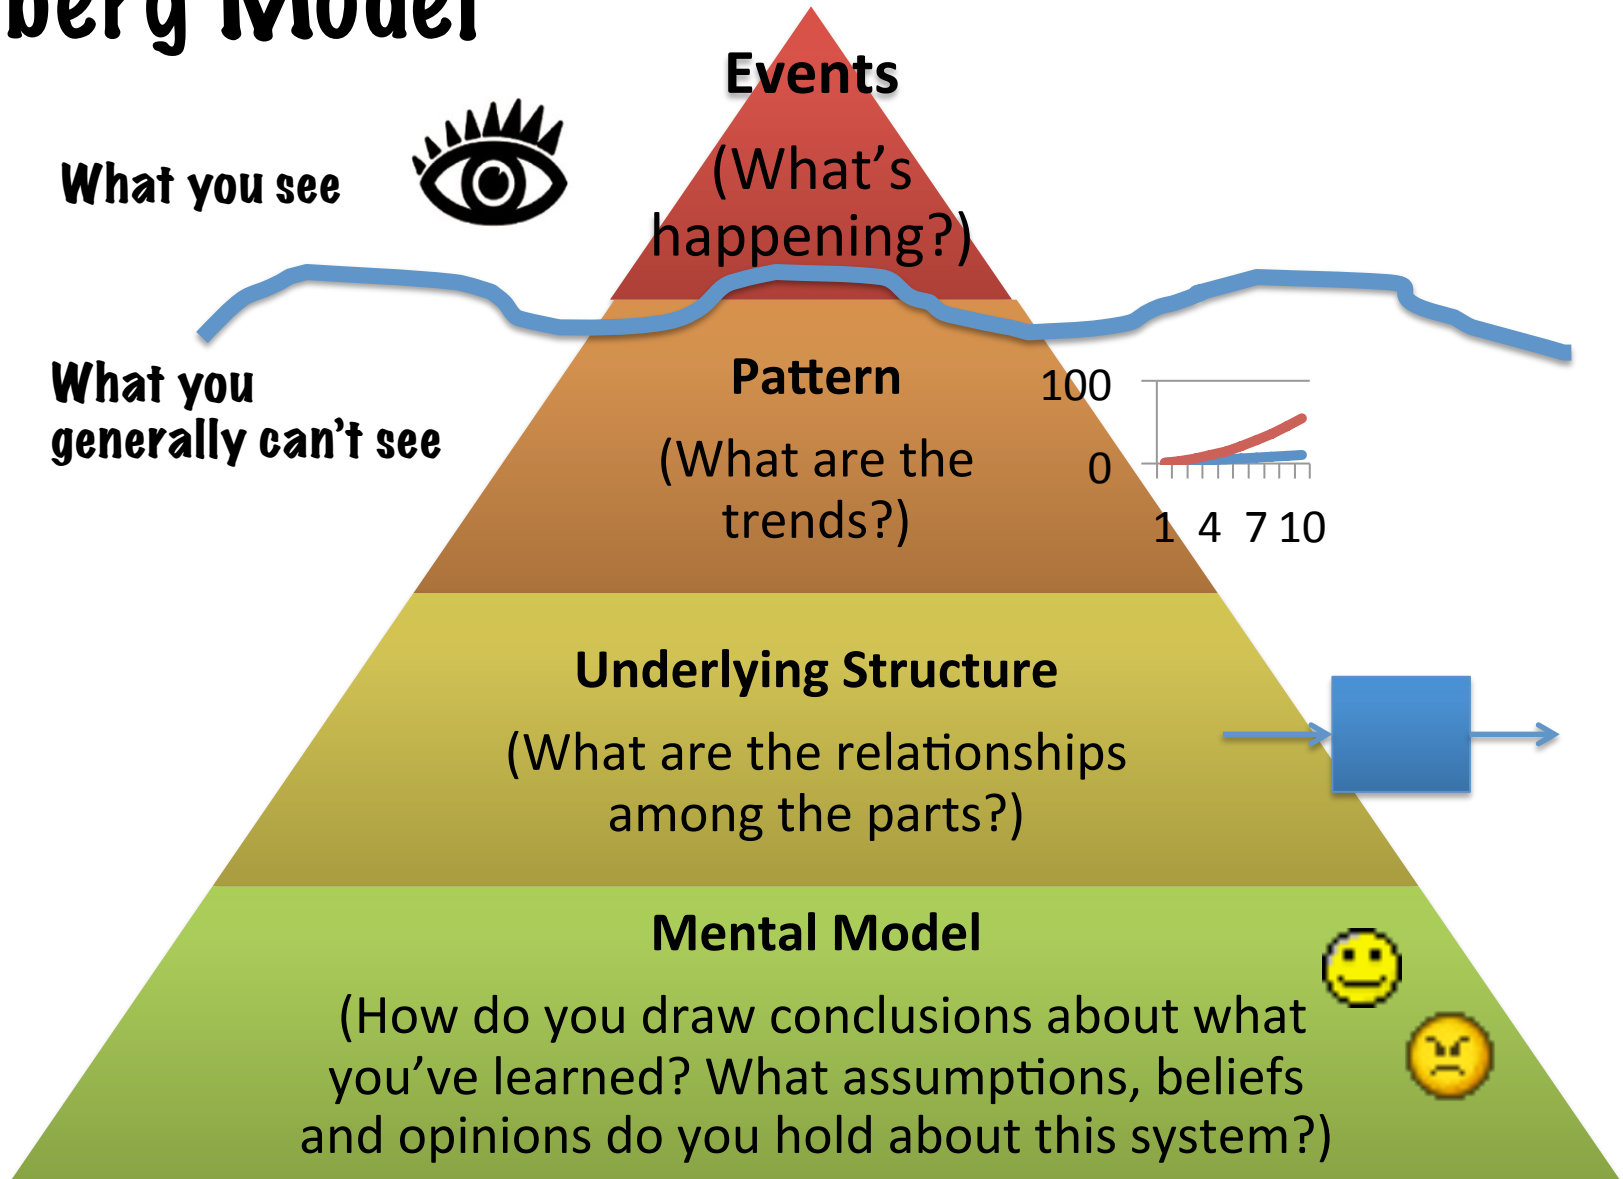 berg Model
Events
(What's
happening?)
What you see
What you
generally can't see
Pattern
(What are the
trends?)
100
0
1 4 7 10
Underlying Structure
(What are the relationships
among the parts?)
Mental Model
(How do you draw conclusions about what
you've learned? What assumptions, beliefs
and opinions do you hold about this system?)